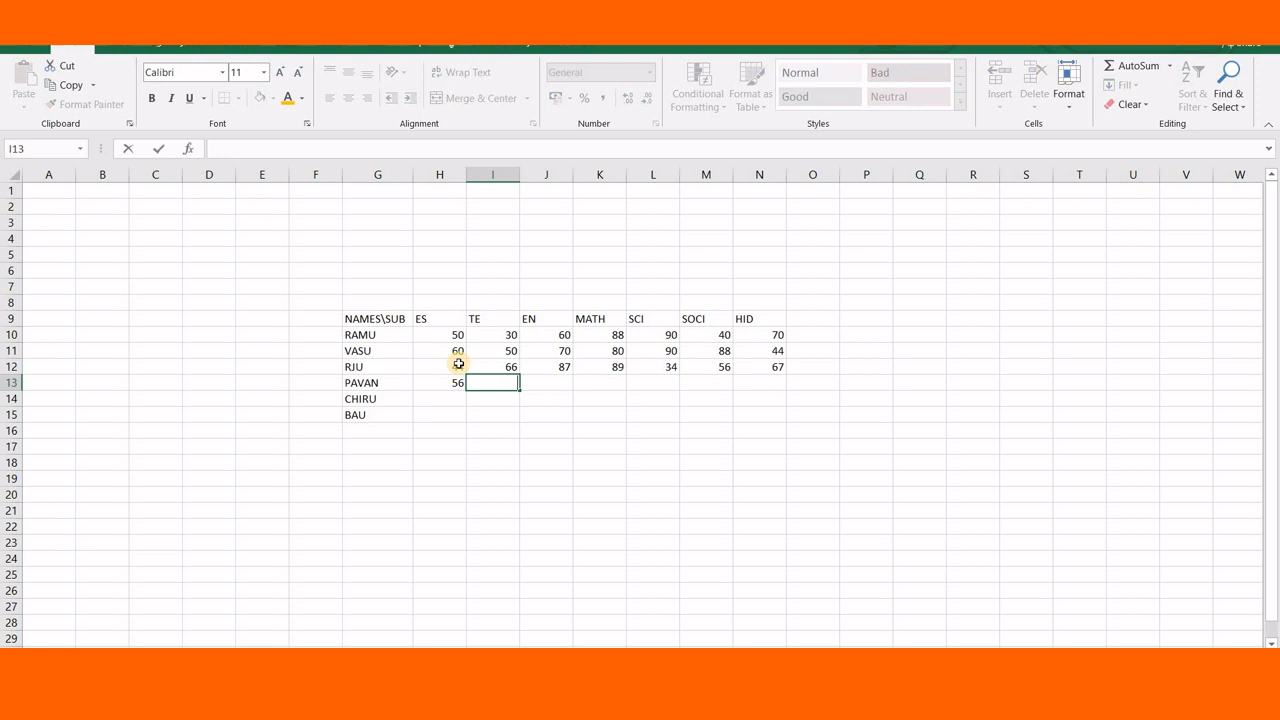 Cut
Copy
Format Painter
Paste
Clipboard
Calibri 11
B I U
Font
Wrap Text
Merge & Center
Alignment
General
%
Number
Conditional Formatting
Format as Table
Normal Bad
Good Neutral
Styles
Insert Delete Format
Cells
AutoSum
Fill
Clear
Sort & Filter
Find & Select
Editing
I13 fx
A B C D E F G H I J K L M N O P Q R S T U V W
1
2
3
4
5
6
7
8
9 NAMES\SUB ES TE EN MATH SCI SOCI HID
10 RAMU 50 30 60 88 90 40 70
11 VASU 60 50 70 80 90 88 44
12 RJU 66 87 89 34 56 67
13 PAVAN 56
14 CHIRU
15 BAU
16
17
18
19
20
21
22
23
24
25
26
27
28
29